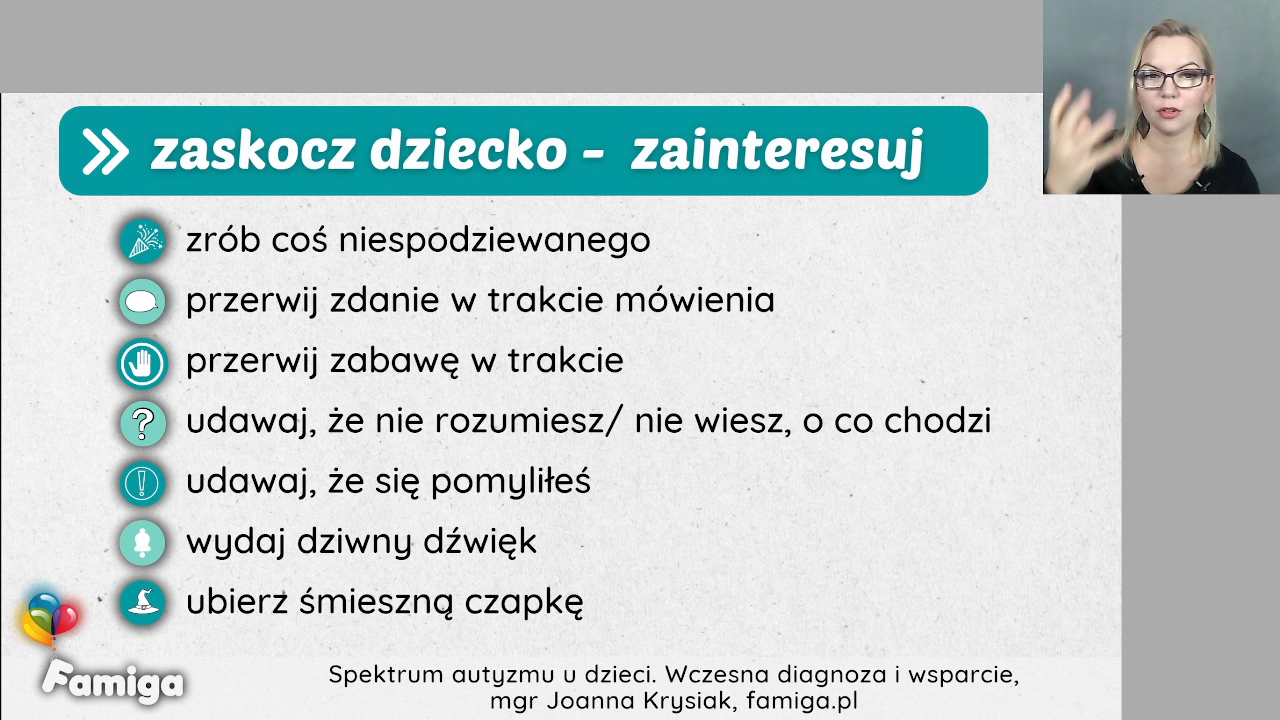 zaskocz dziecko - zainteresuj
zrób coś niespodziewanego
przerwij zdanie w trakcie mówienia
przerwij zabawę w trakcie
udawaj, że nie rozumiesz/ nie wiesz, o co chodzi
udawaj, że się pomyliłeś
wydaj dziwny dźwięk
ubierz śmieszną czapkę
Famiga
Spektrum autyzmu u dzieci. Wczesna diagnoza i wsparcie,
mgr Joanna Krysiak, famiga.pl